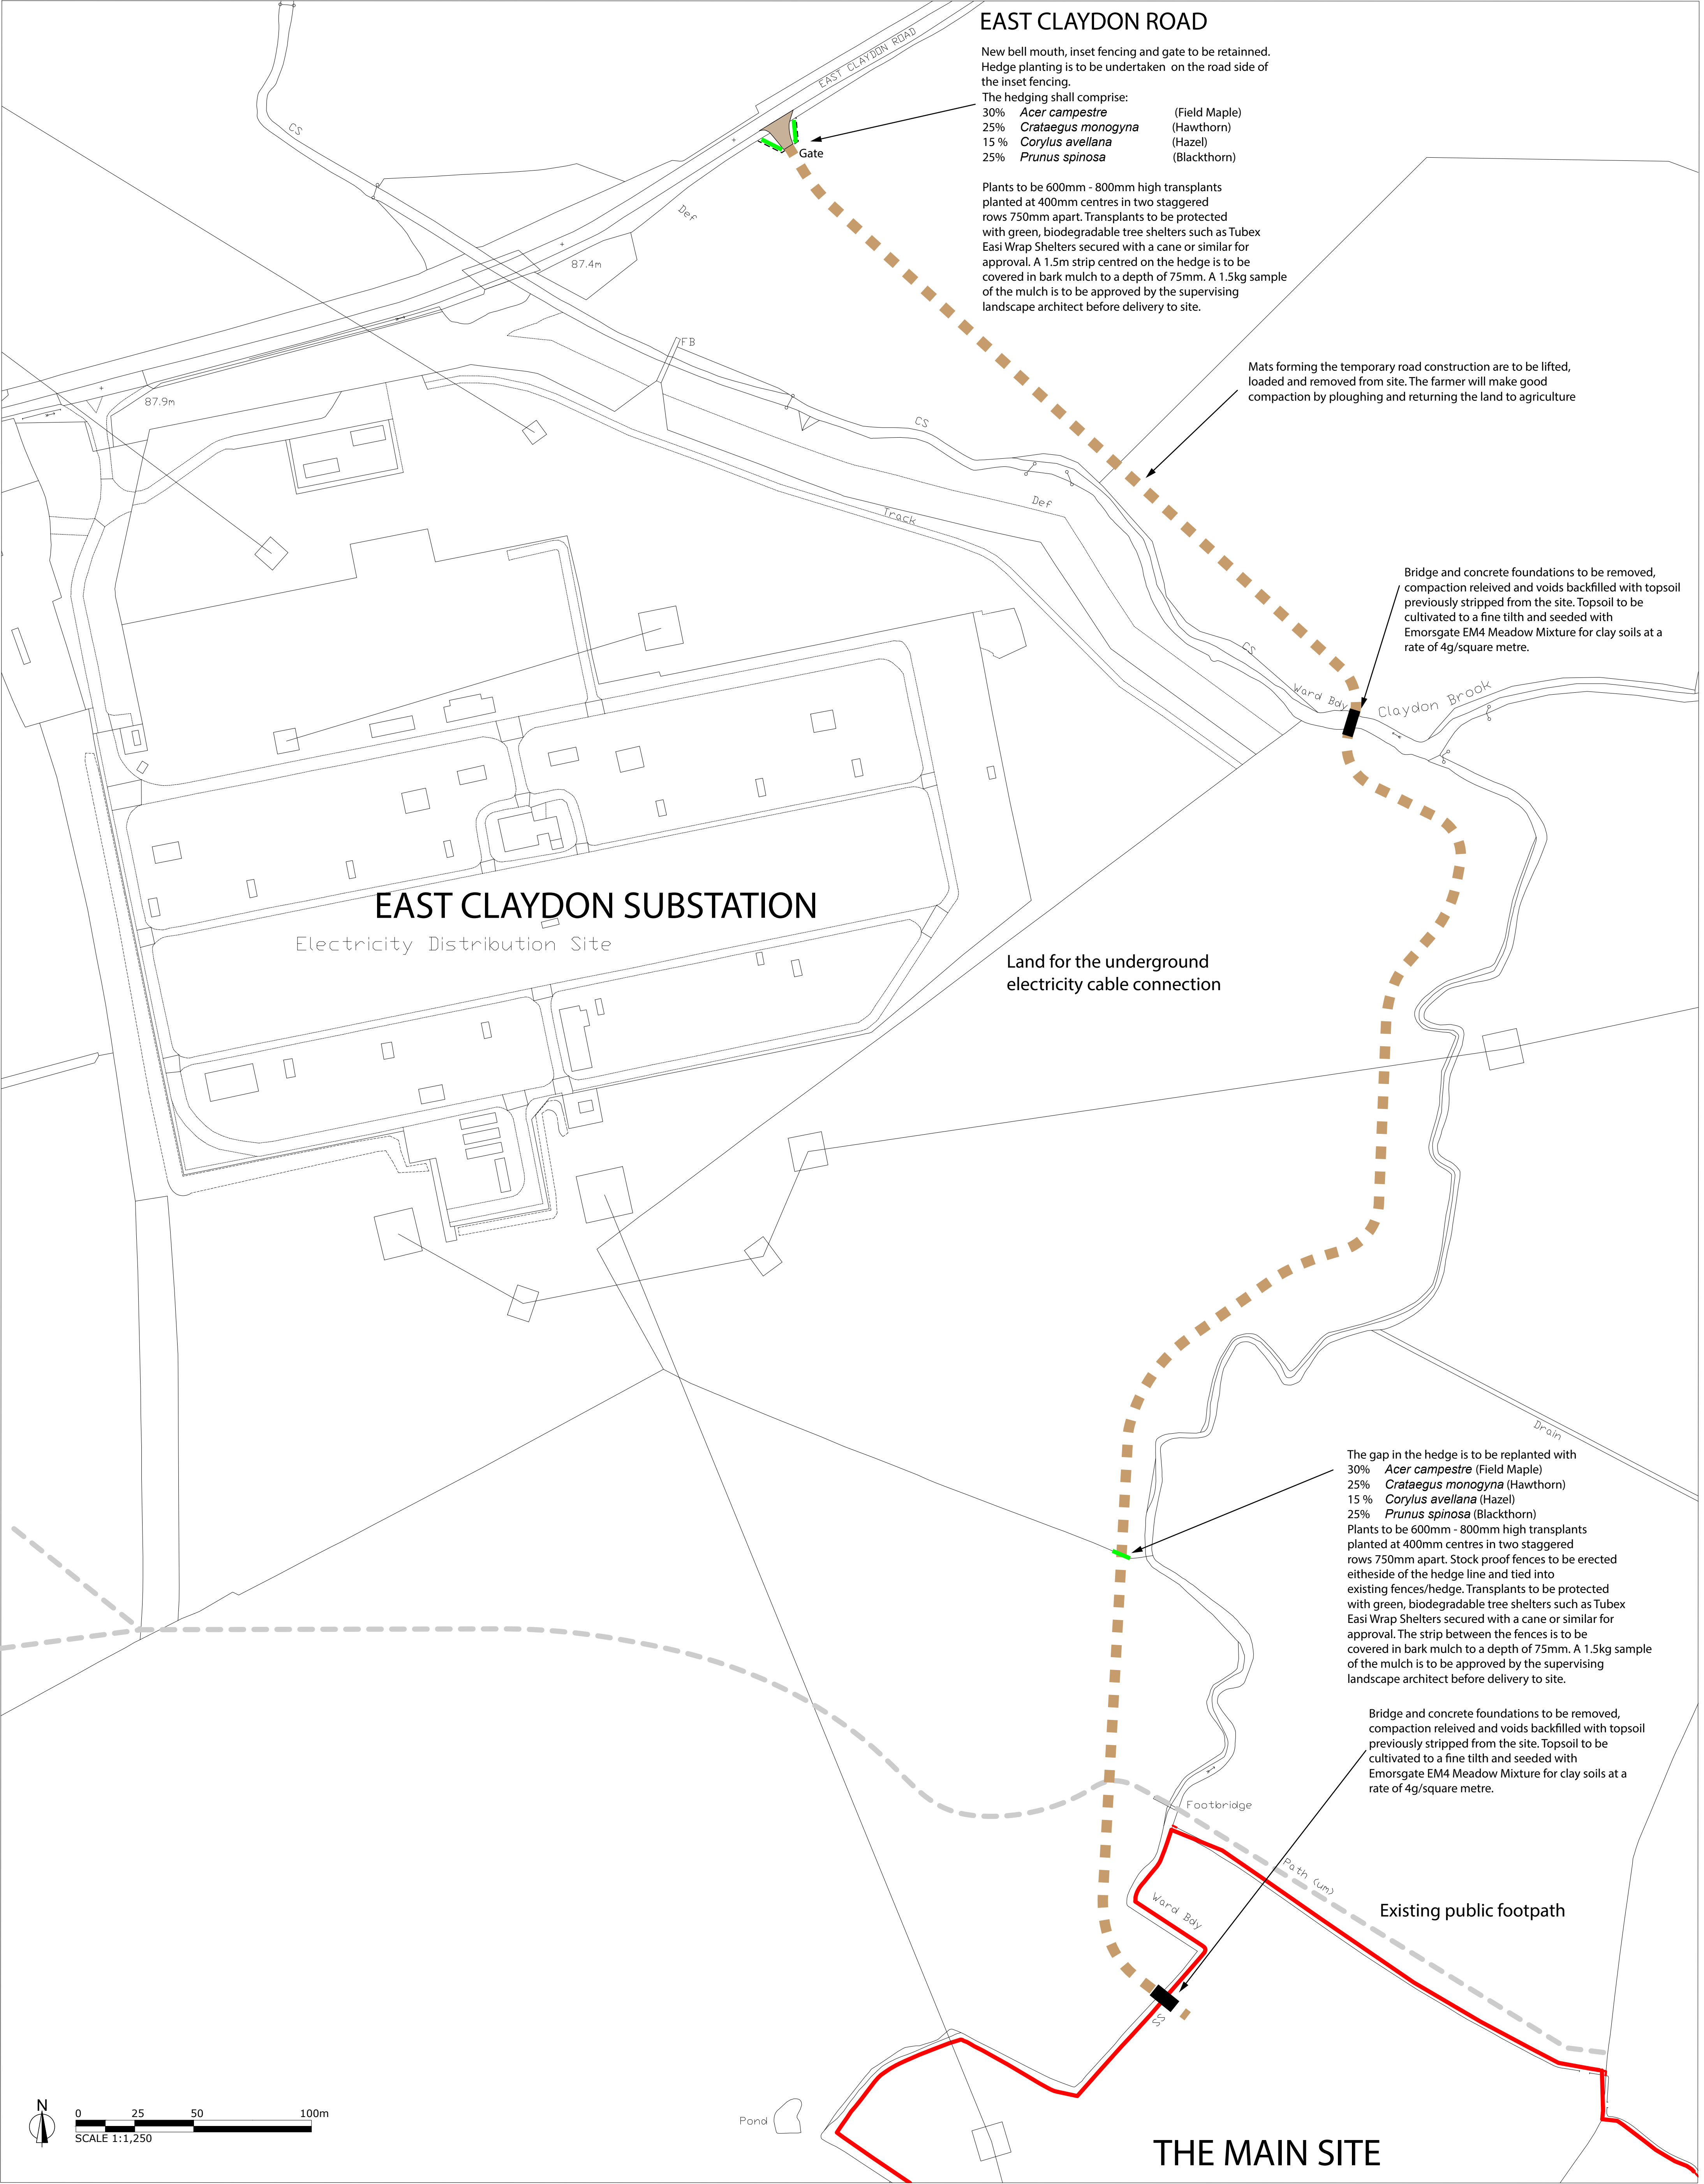 EAST CLAYDON ROAD
New bell mouth, inset fencing and gate to be retainned.
Hedge planting is to be undertaken on the road side of
the inset fencing.
The hedging shall comprise:
30% Acer campestre (Field Maple)
25% Crataegus monogyna (Hawthorn)
15 % Corylus avellana (Hazel)
25% Prunus spinosa (Blackthorn)
Plants to be 600mm - 800mm high transplants
planted at 400mm centres in two staggered
rows 750mm apart. Transplants to be protected
with green, biodegradable tree shelters such as Tubex
Easi Wrap Shelters secured with a cane or similar for
approval. A 1.5m strip centred on the hedge is to be
covered in bark mulch to a depth of 75mm. A 1.5kg sample
of the mulch is to be approved by the supervising
landscape architect before delivery to site.
EAST CLAYDON ROAD
CS
Gate
Def
87.4m
FB
87.9m
Mats forming the temporary road construction are to be lifted,
loaded and removed from site. The farmer will make good
compaction by ploughing and returning the land to agriculture
CS
Def
Track
Bridge and concrete foundations to be removed,
compaction releived and voids backfilled with topsoil
previously stripped from the site. Topsoil to be
cultivated to a fine tilth and seeded with
Emorsgate EM4 Meadow Mixture for clay soils at a
rate of 4g/square metre.
CS
Ward Bdy
Claydon Brook
EAST CLAYDON SUBSTATION
Electricity Distribution Site
Land for the underground
electricity cable connection
Drain
The gap in the hedge is to be replanted with
30% Acer campestre (Field Maple)
25% Crataegus monogyna (Hawthorn)
15 % Corylus avellana (Hazel)
25% Prunus spinosa (Blackthorn)
Plants to be 600mm - 800mm high transplants
planted at 400mm centres in two staggered
rows 750mm apart. Stock proof fences to be erected
eitheside of the hedge line and tied into
existing fences/hedge. Transplants to be protected
with green, biodegradable tree shelters such as Tubex
Easi Wrap Shelters secured with a cane or similar for
approval. The strip between the fences is to be
covered in bark mulch to a depth of 75mm. A 1.5kg sample
of the mulch is to be approved by the supervising
landscape architect before delivery to site.
Bridge and concrete foundations to be removed,
compaction releived and voids backfilled with topsoil
previously stripped from the site. Topsoil to be
cultivated to a fine tilth and seeded with
Emorsgate EM4 Meadow Mixture for clay soils at a
rate of 4g/square metre.
Footbridge
Path (um)
Ward Bdy
Existing public footpath
SS
N
0 25 50 100m
SCALE 1:1,250
Pond
THE MAIN SITE